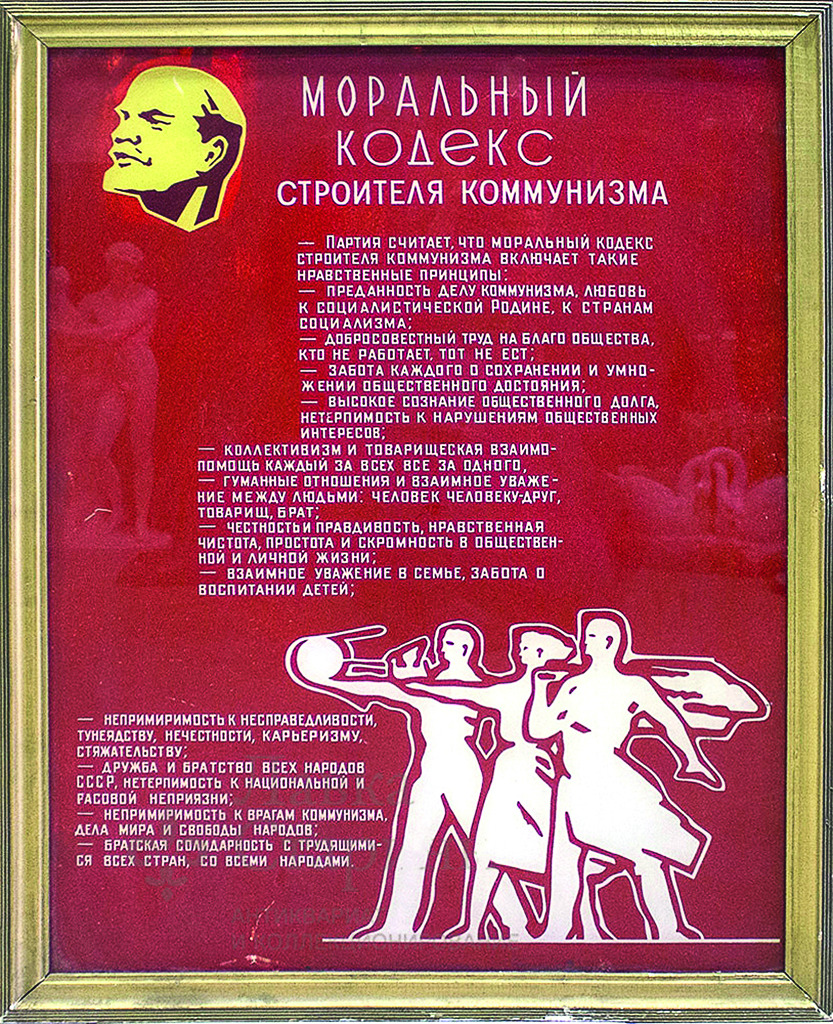 МОРАЛЬНЫЙ
КОДЕКС
СТРОИТЕЛЯ КОММУНИЗМА
— ПАРТИЯ СЧИТАЕТ, ЧТО МОРАЛЬНЫЙ КОДЕКС
СТРОИТЕЛЯ КОММУНИЗМА ВКЛЮЧАЕТ ТАКИЕ
НРАВСТВЕННЫЕ ПРИНЦИПЫ:
— ПРЕДАННОСТЬ ДЕЛУ КОММУНИЗМА, ЛЮБОВЬ
К СОЦИАЛИСТИЧЕСКОЙ РОДИНЕ, К СТРАНАМ
СОЦИАЛИЗМА;
— ДОБРОСОВЕСТНЫЙ ТРУД НА БЛАГО ОБЩЕСТВА,
КТО НЕ РАБОТАЕТ, ТОТ НЕ ЕСТ;
— ЗАБОТА КАЖДОГО О СОХРАНЕНИИ И УМНО-
ЖЕНИИ ОБЩЕСТВЕННОГО ДОСТОЯНИЯ;
— ВЫСОКОЕ СОЗНАНИЕ ОБЩЕСТВЕННОГО ДОЛГА,
НЕТЕРПИМОСТЬ К НАРУШЕНИЯМ ОБЩЕСТВЕННЫХ
ИНТЕРЕСОВ;
— КОЛЛЕКТИВИЗМ И ТОВАРИЩЕСКАЯ ВЗАИМО-
ПОМОЩЬ КАЖДЫЙ ЗА ВСЕХ ВСЕ ЗА ОДНОГО,
— ГУМАННЫЕ ОТНОШЕНИЯ И ВЗАИМНОЕ УВАЖЕ-
НИЕ МЕЖДУ ЛЮДЬМИ: ЧЕЛОВЕК ЧЕЛОВЕКУ-ДРУГ,
ТОВАРИЩ, БРАТ;
— ЧЕСТНОСТЬ И ПРАВДИВОСТЬ, НРАВСТВЕННАЯ
ЧИСТОТА, ПРОСТОТА И СКРОМНОСТЬ В ОБЩЕСТВЕН-
НОЙ И ЛИЧНОЙ ЖИЗНИ;
— ВЗАИМНОЕ УВАЖЕНИЕ В СЕМЬЕ, ЗАБОТА О
ВОСПИТАНИИ ДЕТЕЙ;
— НЕПРИМИРИМОСТЬ К НЕСПРАВЕДЛИВОСТИ,
ТУНЕЯДСТВУ, НЕЧЕСТНОСТИ, КАРЬЕРИЗМУ,
СТЯЖАТЕЛЬСТВУ;
— ДРУЖБА И БРАТСТВО ВСЕХ НАРОДОВ
СССР, НЕТЕРПИМОСТЬ К НАЦИОНАЛЬНОЙ И
РАСОВОЙ НЕПРИЯЗНИ;
— НЕПРИМИРИМОСТЬ К ВРАГАМ КОММУНИЗМА,
ДЕЛА МИРА И СВОБОДЫ НАРОДОВ;
— БРАТСКАЯ СОЛИДАРНОСТЬ С ТРУДЯЩИМИ-
СЯ ВСЕХ СТРАН, СО ВСЕМИ НАРОДАМИ.